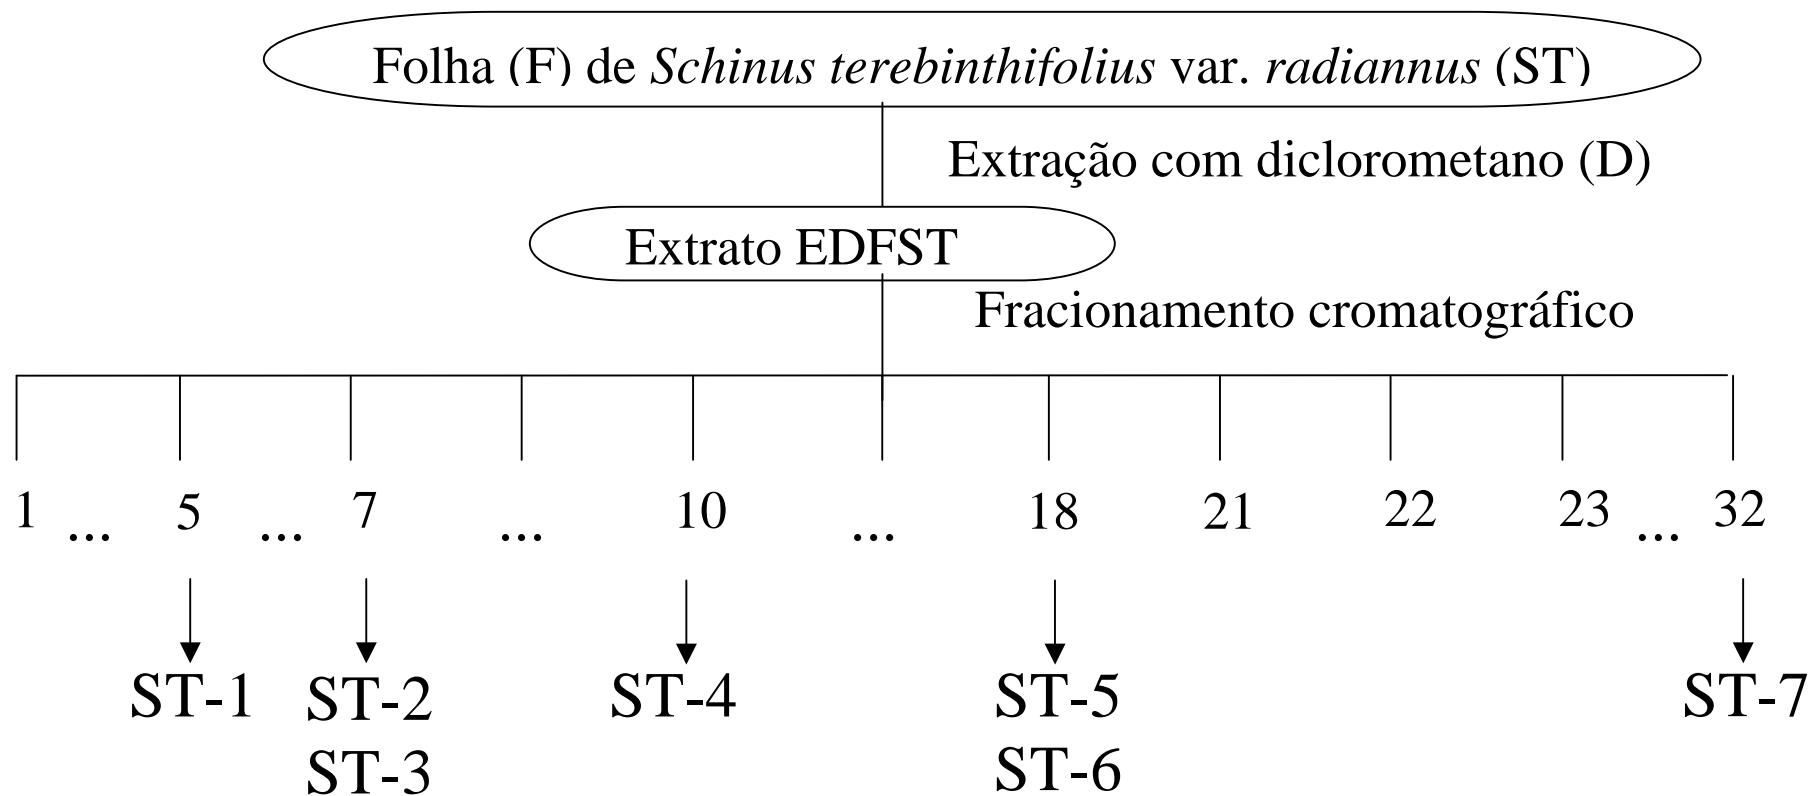 Folha (F) de Schinus terebinthifolius var. radiannus (ST)
Extração com diclorometano (D)
Extrato EDFST
Fracionamento cromatográfico
1 ... 5 ... 7 ... 10 ... 18 21 22 23 ... 32
ST-1 ST-2 ST-4 ST-5 ST-7
ST-3 ST-6